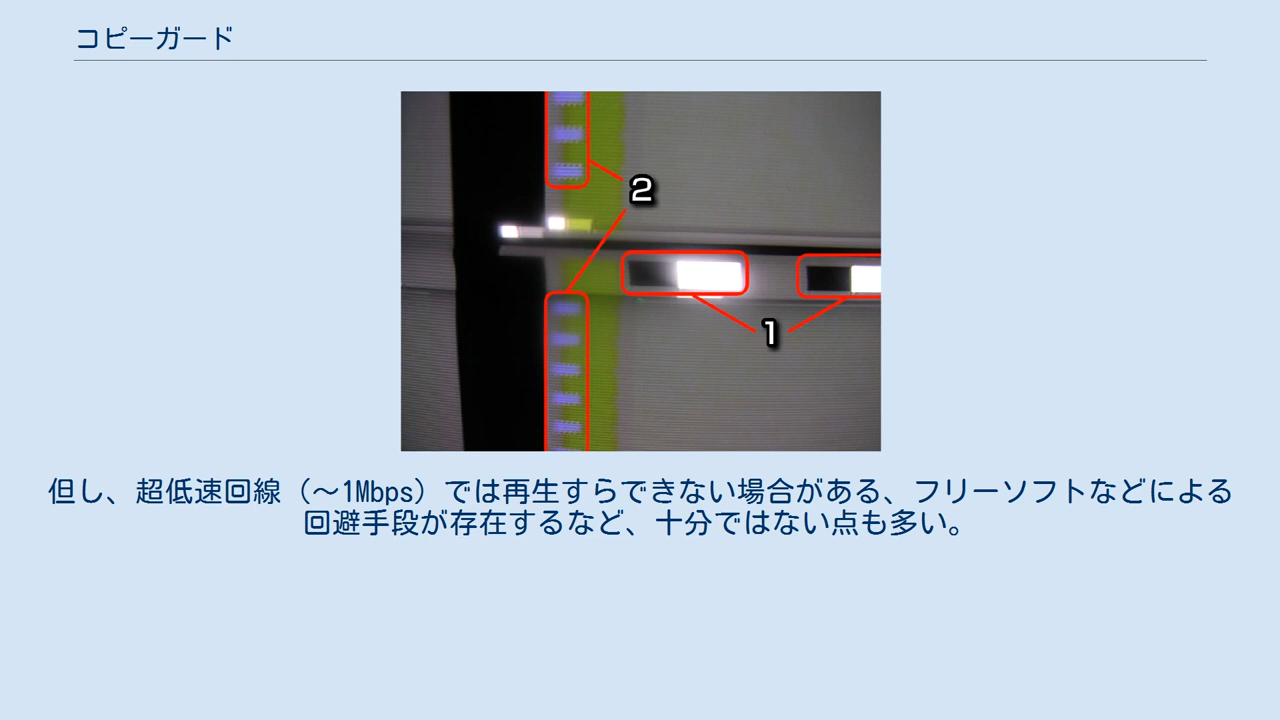 コピーガード
2
1
但し、超低速回線（～1Mbps）では再生すらできない場合がある、フリーソフトなどによる
回避手段が存在するなど、十分ではない点も多い。